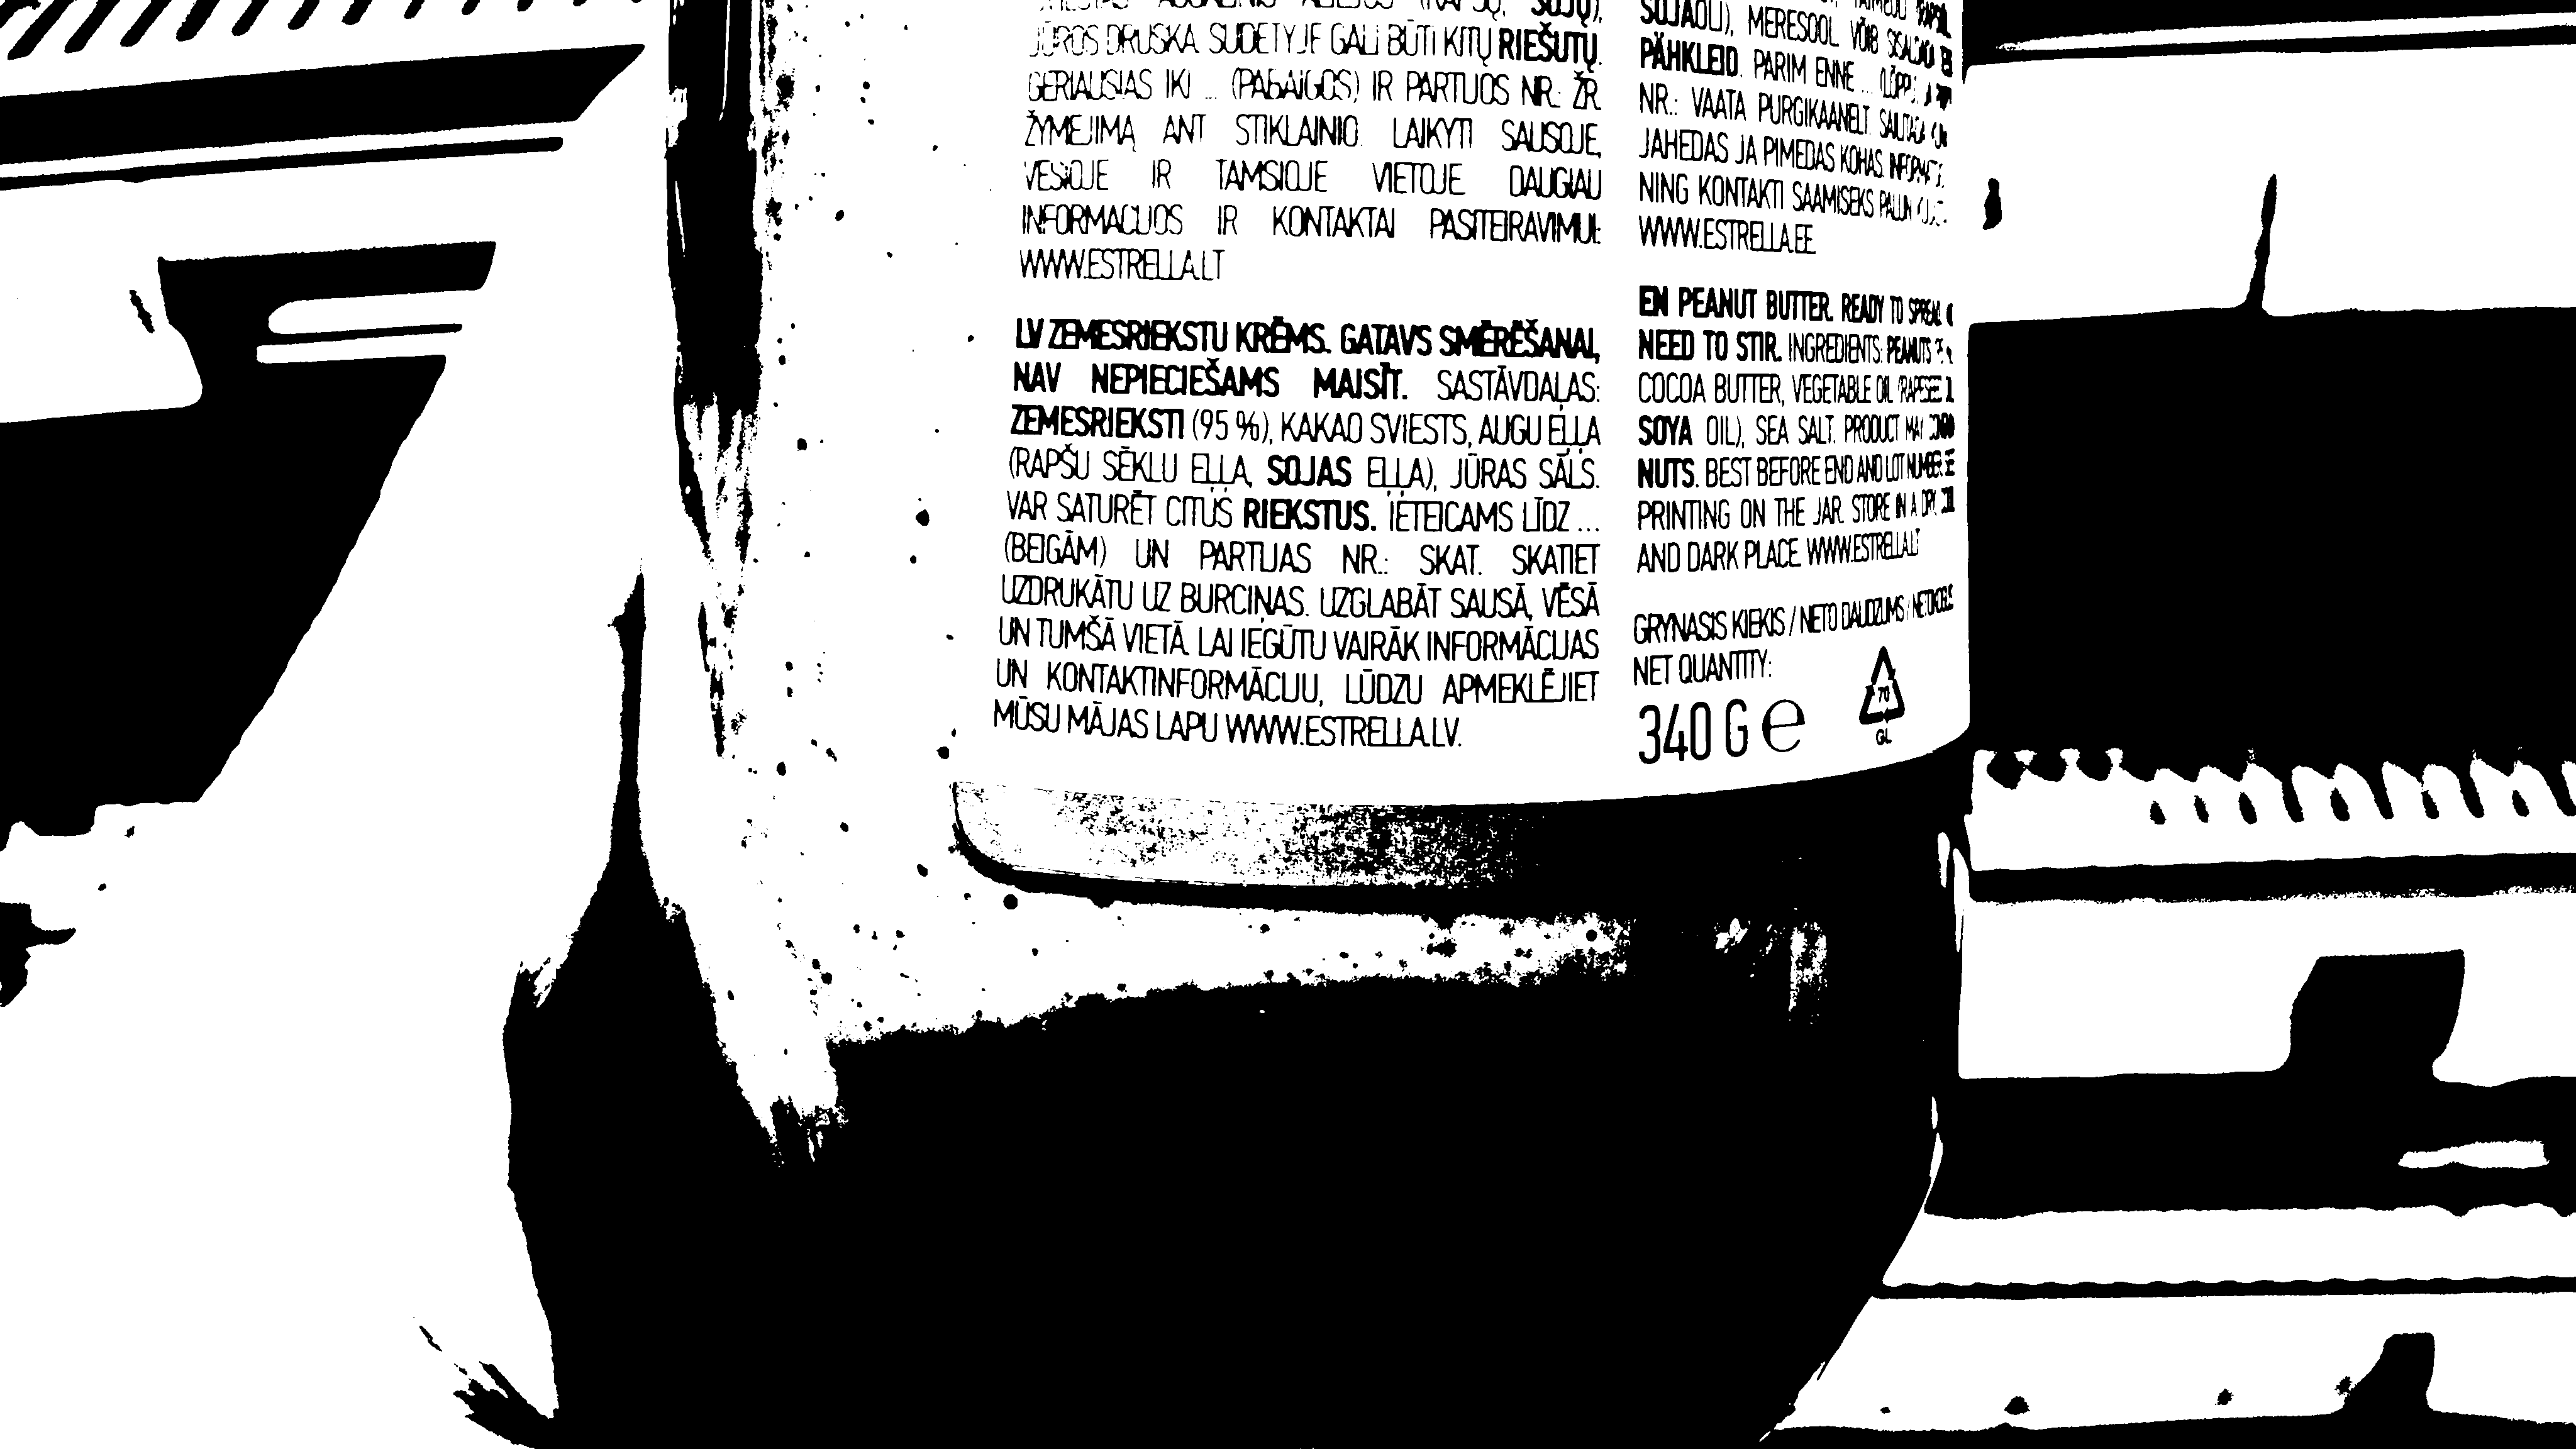 JŪROS DRUSKA. SUDĖTYJE GALI BŪTI KITŲ RIEŠUTŲ.
GERIAUSIAS IKI ... (PABAIGOS) IR PARTIJOS NR.: ŽR.
ŽYMĖJIMĄ ANT STIKLAINIO. LAIKYTI SAUSOJE,
VĖSIOJE IR TAMSIOJE VIETOJE DAUGIAU
INFORMACIJOS IR KONTAKTAI PASITEIRAVIMUI:
WWW.ESTRELLA.LT
LV ZEMESRIEKSTU KRĒMS. GATAVS SMĒRĒŠANAI,
NAV NEPIECIEŠAMS MAISĪT. SASTĀVDAĻAS:
ZEMESRIEKSTI (95 %), KAKAO SVIESTS, AUGU EĻĻA
(RAPŠU SĒKLU EĻĻA, SOJAS EĻĻA), JŪRAS SĀLS.
VAR SATURĒT CITUS RIEKSTUS. IETEICAMS LĪDZ ...
(BEIGĀM) UN PARTIJAS NR.: SKAT. SKATIET
UZDRUKĀTU UZ BURCIŅAS. UZGLABĀT SAUSĀ, VĒSĀ
UN TUMŠĀ VIETĀ. LAI IEGŪTU VAIRĀK INFORMĀCIJAS
UN KONTAKTINFORMĀCIJU, LŪDZU APMEKLĒJIET
MŪSU MĀJAS LAPU WWW.ESTRELLA.LV.
SOJAÕLI), MERESOOL. VÕIB SISALDADA
PÄHKLEID. PARIM ENNE ... (LÕPP)
NR.: VAATA PURGIKAANELT. SÄILITADA
JAHEDAS JA PIMEDAS KOHAS.
NING KONTAKTI SAAMISEKS PALUN
WWW.ESTRELLA.EE
EN PEANUT BUTTER. READY TO SPREAD
NEED TO STIR. INGREDIENTS: PEANUTS
COCOA BUTTER, VEGETABLE OIL (RAPESEED
SOYA OIL), SEA SALT. PRODUCT MAY
NUTS. BEST BEFORE END AND LOT NUMBER:
PRINTING ON THE JAR. STORE IN A DRY,
AND DARK PLACE. WWW.ESTRELLA.LT
GRYNASIS KIEKIS / NETO DAUDZUMS / NETOKOGUS
NET QUANTITY:
340 G ℮
70
GL